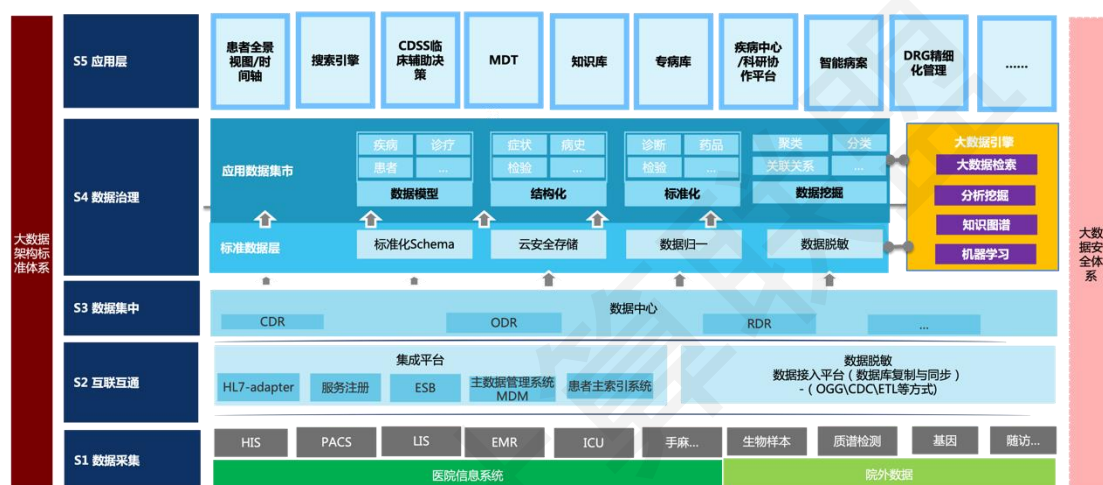 大数据
架构标
准体系
S5 应用层
患者全景
视图/时
间轴
搜索引擎
CDSS临
床辅助决
策
MDT
知识库
专病库
疾病中心
/科研协
作平台
智能病案
DRG精细
化管理
......
S4 数据治理
应用数据集市
疾病
诊疗
患者
...
数据模型
症状
病史
检验
...
结构化
诊断
药品
检验
...
标准化
聚类
分类
关联关系
...
数据挖掘
标准数据层
标准化Schema
云安全存储
数据归一
数据脱敏
大数据引擎
大数据检索
分析挖掘
知识图谱
机器学习
S3 数据集中
数据中心
CDR
ODR
RDR
...
S2 互联互通
集成平台
HL7-adapter
服务注册
ESB
主数据管理系统
MDM
患者主索引系统
数据脱敏
数据接入平台（数据库复制与同步）
-（OGG\CDC\ETL等方式)
S1 数据采集
HIS
PACS
LIS
EMR
ICU
手麻...
生物样本
质谱检测
基因
随访...
医院信息系统
院外数据
大数
据安
全体
系